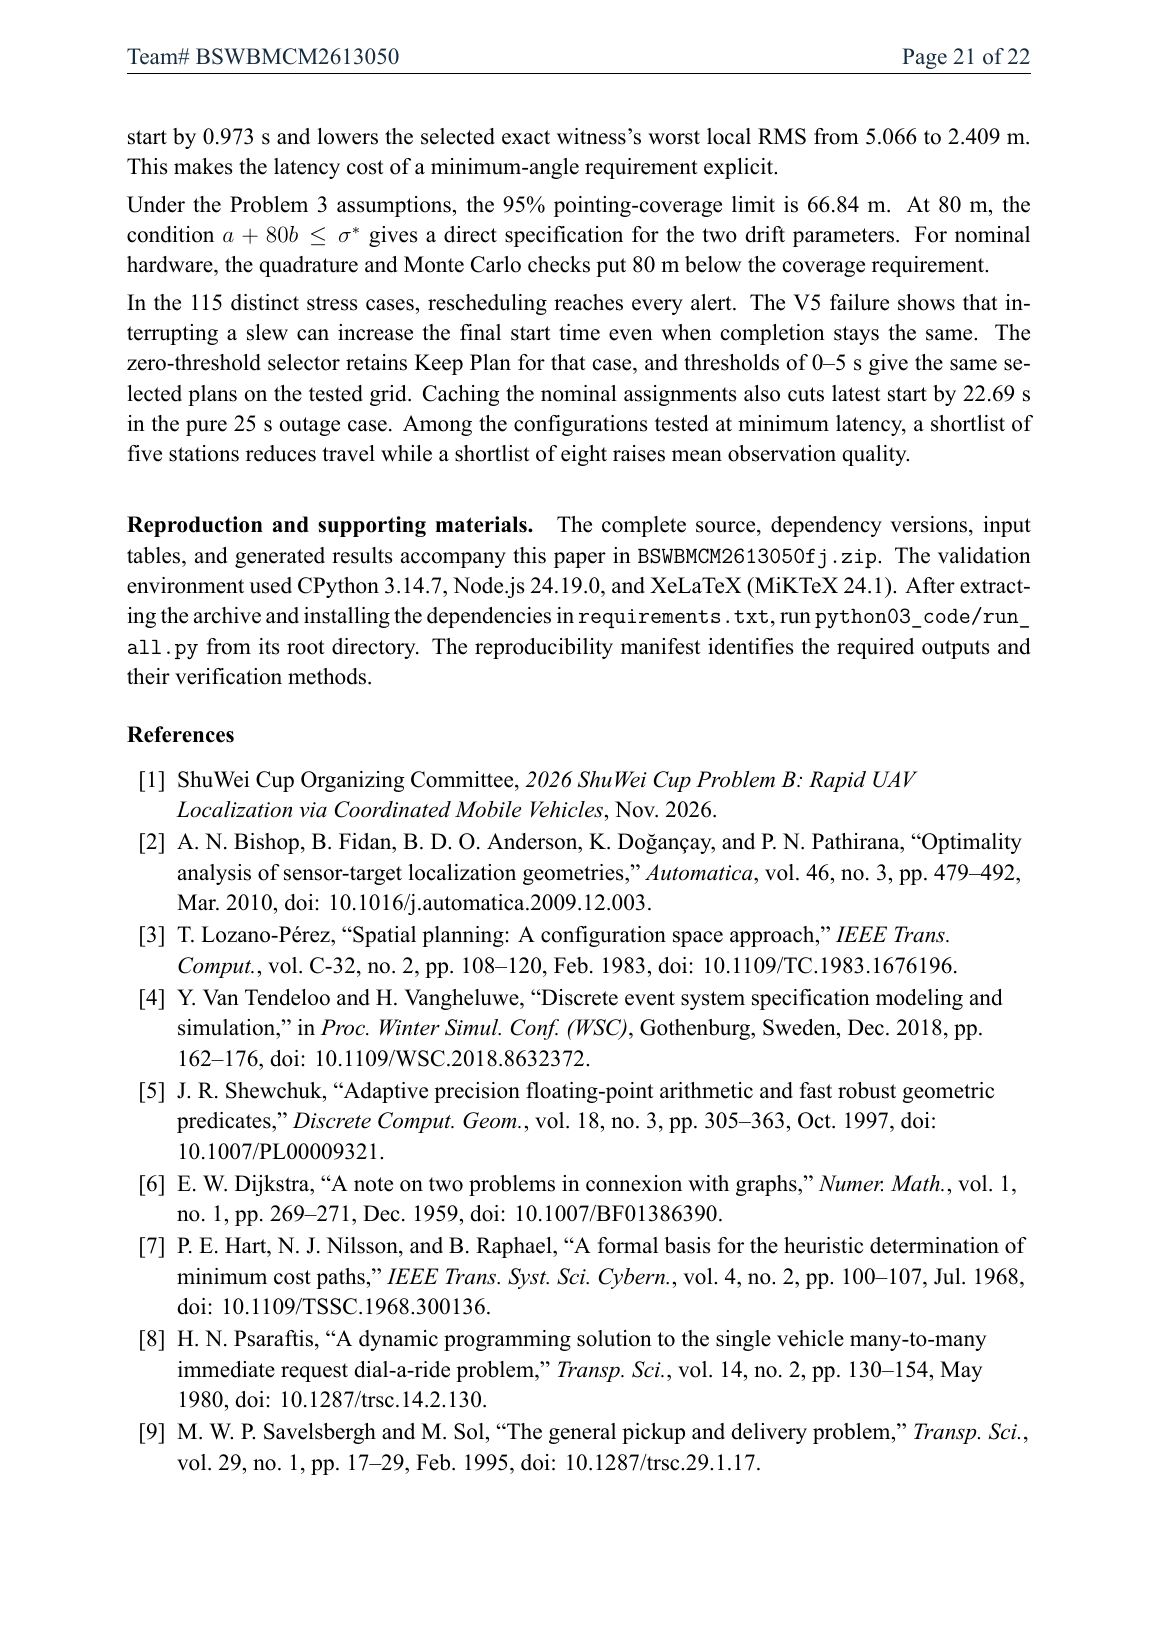 Team# BSWBMCM2613050 Page 21 of 22
start by 0.973 s and lowers the selected exact witness’s worst local RMS from 5.066 to 2.409 m.
This makes the latency cost of a minimum-angle requirement explicit.
Under the Problem 3 assumptions, the 95% pointing-coverage limit is 66.84 m. At 80 m, the
condition a + 80b ≤ σ* gives a direct specification for the two drift parameters. For nominal
hardware, the quadrature and Monte Carlo checks put 80 m below the coverage requirement.
In the 115 distinct stress cases, rescheduling reaches every alert. The V5 failure shows that in-
terrupting a slew can increase the final start time even when completion stays the same. The
zero-threshold selector retains Keep Plan for that case, and thresholds of 0–5 s give the same se-
lected plans on the tested grid. Caching the nominal assignments also cuts latest start by 22.69 s
in the pure 25 s outage case. Among the configurations tested at minimum latency, a shortlist of
five stations reduces travel while a shortlist of eight raises mean observation quality.
Reproduction and supporting materials. The complete source, dependency versions, input
tables, and generated results accompany this paper in BSWBMCM2613050fj.zip. The validation
environment used CPython 3.14.7, Node.js 24.19.0, and XeLaTeX (MiKTeX 24.1). After extract-
ing the archive and installing the dependencies in requirements.txt, run python03_code/run_
all.py from its root directory. The reproducibility manifest identifies the required outputs and
their verification methods.
References
[1] ShuWei Cup Organizing Committee, 2026 ShuWei Cup Problem B: Rapid UAV
Localization via Coordinated Mobile Vehicles, Nov. 2026.
[2] A. N. Bishop, B. Fidan, B. D. O. Anderson, K. Doğançay, and P. N. Pathirana, “Optimality
analysis of sensor-target localization geometries,” Automatica, vol. 46, no. 3, pp. 479–492,
Mar. 2010, doi: 10.1016/j.automatica.2009.12.003.
[3] T. Lozano-Pérez, “Spatial planning: A configuration space approach,” IEEE Trans.
Comput., vol. C-32, no. 2, pp. 108–120, Feb. 1983, doi: 10.1109/TC.1983.1676196.
[4] Y. Van Tendeloo and H. Vangheluwe, “Discrete event system specification modeling and
simulation,” in Proc. Winter Simul. Conf. (WSC), Gothenburg, Sweden, Dec. 2018, pp.
162–176, doi: 10.1109/WSC.2018.8632372.
[5] J. R. Shewchuk, “Adaptive precision floating-point arithmetic and fast robust geometric
predicates,” Discrete Comput. Geom., vol. 18, no. 3, pp. 305–363, Oct. 1997, doi:
10.1007/PL00009321.
[6] E. W. Dijkstra, “A note on two problems in connexion with graphs,” Numer. Math., vol. 1,
no. 1, pp. 269–271, Dec. 1959, doi: 10.1007/BF01386390.
[7] P. E. Hart, N. J. Nilsson, and B. Raphael, “A formal basis for the heuristic determination of
minimum cost paths,” IEEE Trans. Syst. Sci. Cybern., vol. 4, no. 2, pp. 100–107, Jul. 1968,
doi: 10.1109/TSSC.1968.300136.
[8] H. N. Psaraftis, “A dynamic programming solution to the single vehicle many-to-many
immediate request dial-a-ride problem,” Transp. Sci., vol. 14, no. 2, pp. 130–154, May
1980, doi: 10.1287/trsc.14.2.130.
[9] M. W. P. Savelsbergh and M. Sol, “The general pickup and delivery problem,” Transp. Sci.,
vol. 29, no. 1, pp. 17–29, Feb. 1995, doi: 10.1287/trsc.29.1.17.